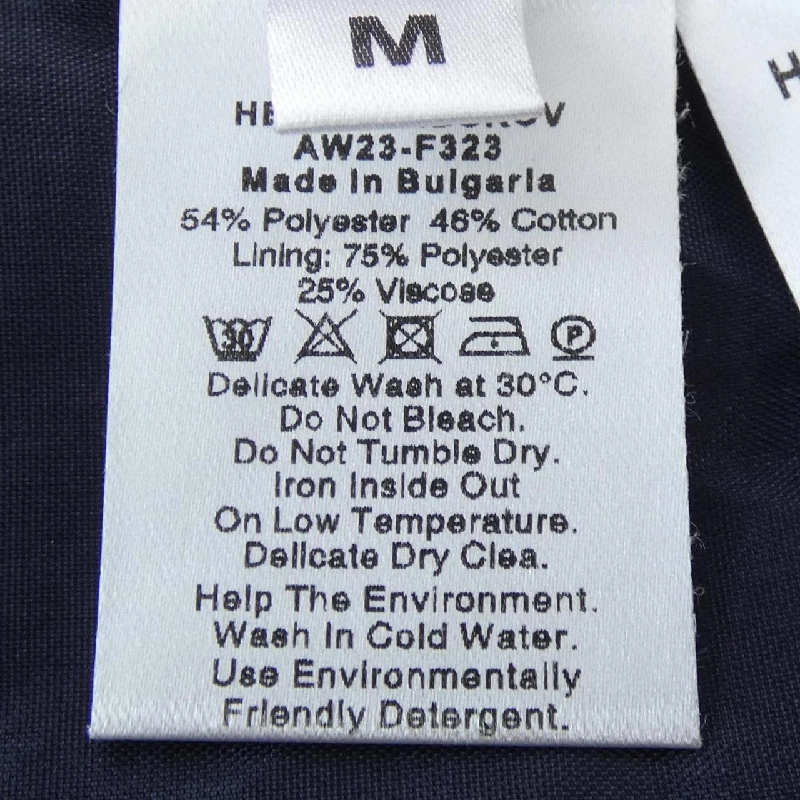 M
AW23-F323
Made In Bulgaria
54% Polyester 46% Cotton
Lining: 75% Polyester
25% Viscose
30 P
Delicate Wash at 30°C.
Do Not Bleach.
Do Not Tumble Dry.
Iron Inside Out
On Low Temperature.
Delicate Dry Clea.
Help The Environment.
Wash In Cold Water.
Use Environmentally
Friendly Detergent.